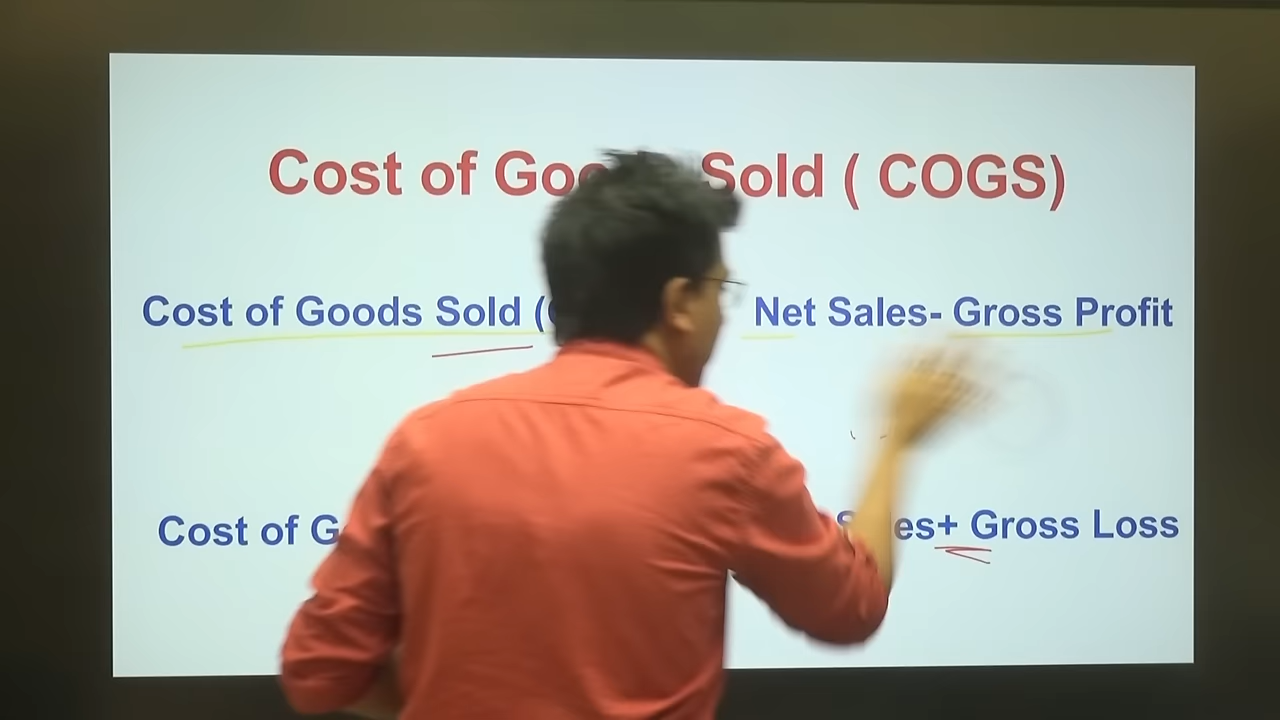 Cost of Goo Sold ( COGS)
Cost of Goods Sold ( Net Sales- Gross Profit
Cost of G es+ Gross Loss